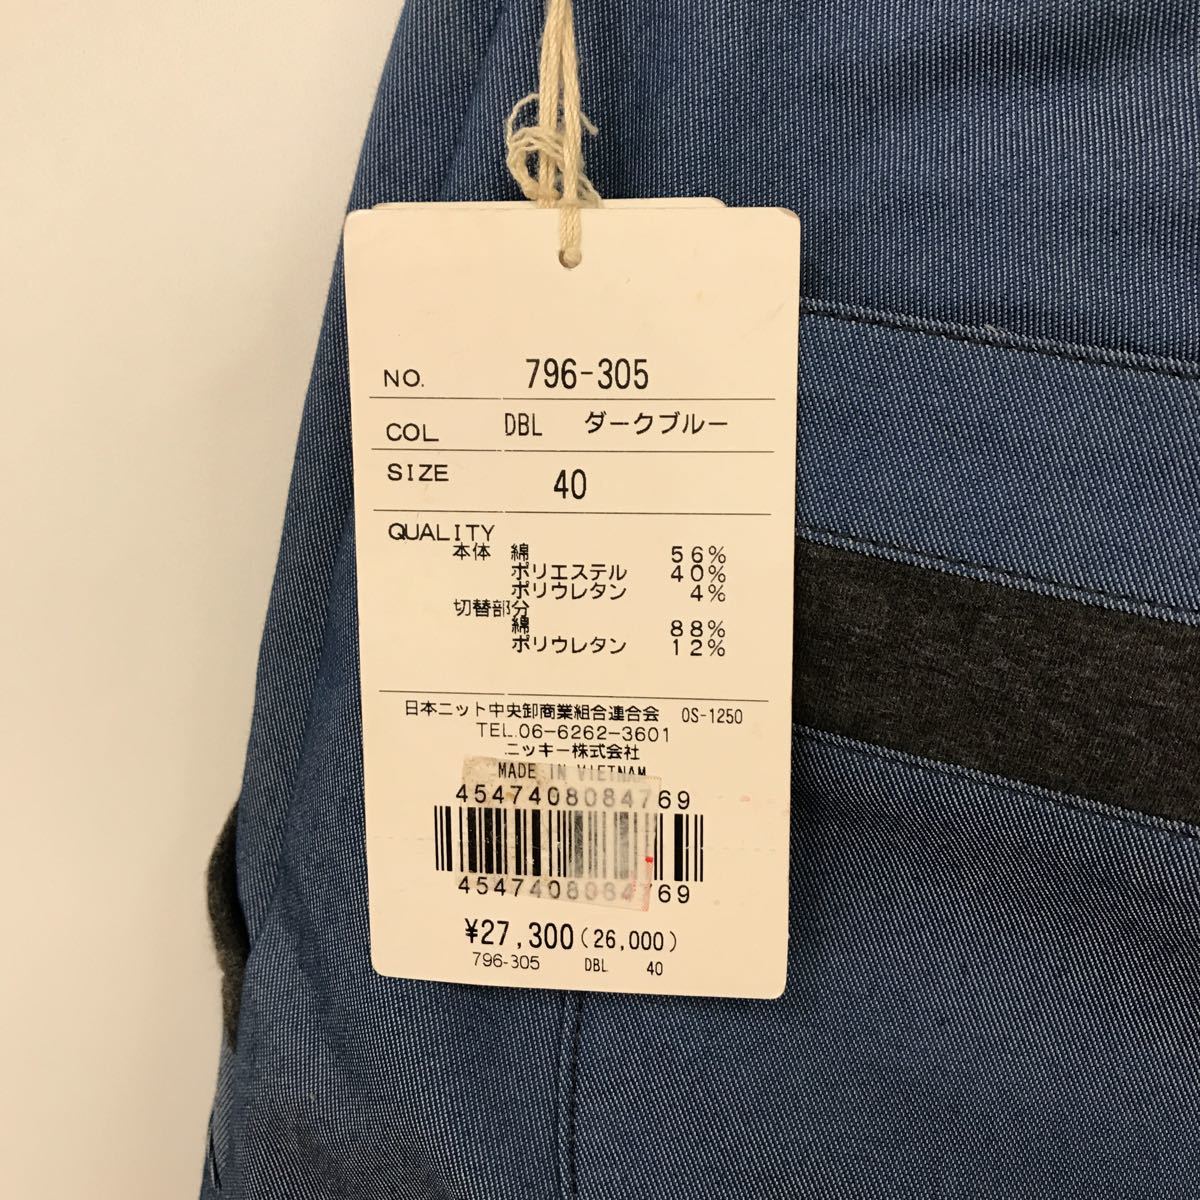 NO. 796-305
COL DBL ダークブルー
SIZE 40
QUALITY
本体 綿 56%
ポリエステル 40%
ポリウレタン 4%
切替部分
綿 88%
ポリウレタン 12%
日本ニット中央卸商業組合連合会 OS-1250
TEL.06-6262-3601
ニッキー株式会社
MADE IN VIETNAM
4547408084769
4547408084769
¥27,300(26,000)
796-305 DBL 40